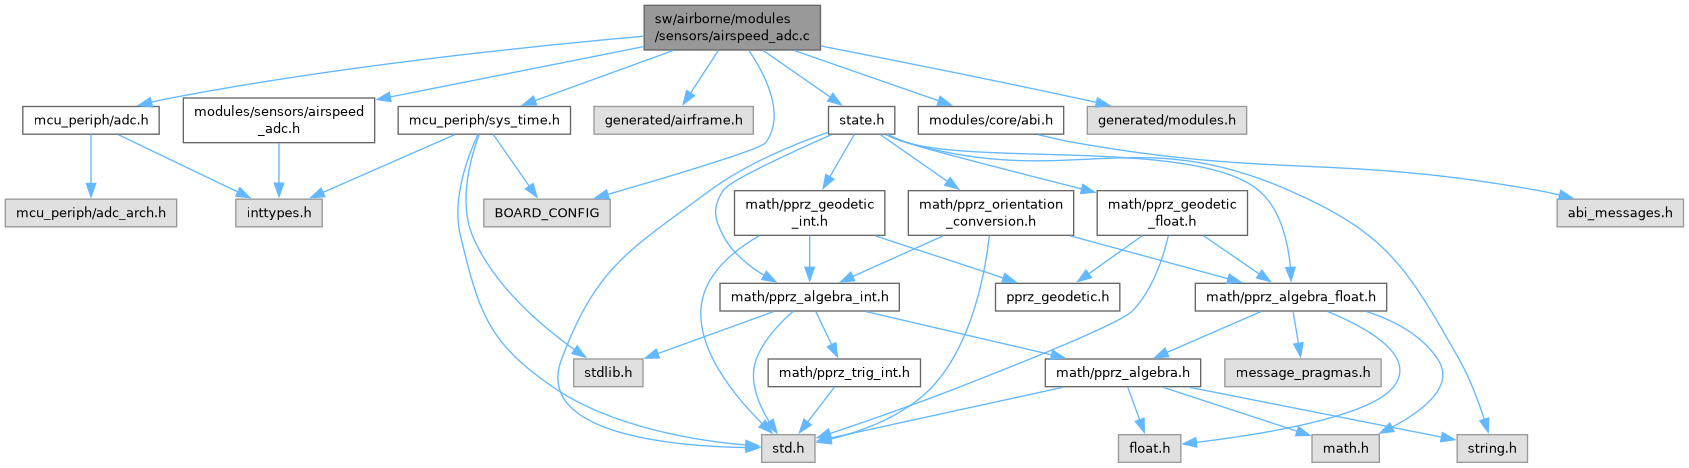 sw/airborne/modules
/sensors/airspeed_adc.c
mcu_periph/adc.h
modules/sensors/airspeed
_adc.h
mcu_periph/sys_time.h
generated/airframe.h
state.h
modules/core/abi.h
generated/modules.h
mcu_periph/adc_arch.h
inttypes.h
BOARD_CONFIG
math/pprz_geodetic
_int.h
math/pprz_orientation
_conversion.h
math/pprz_geodetic
_float.h
abi_messages.h
math/pprz_algebra_int.h
pprz_geodetic.h
math/pprz_algebra_float.h
stdlib.h
math/pprz_trig_int.h
math/pprz_algebra.h
message_pragmas.h
std.h
float.h
math.h
string.h